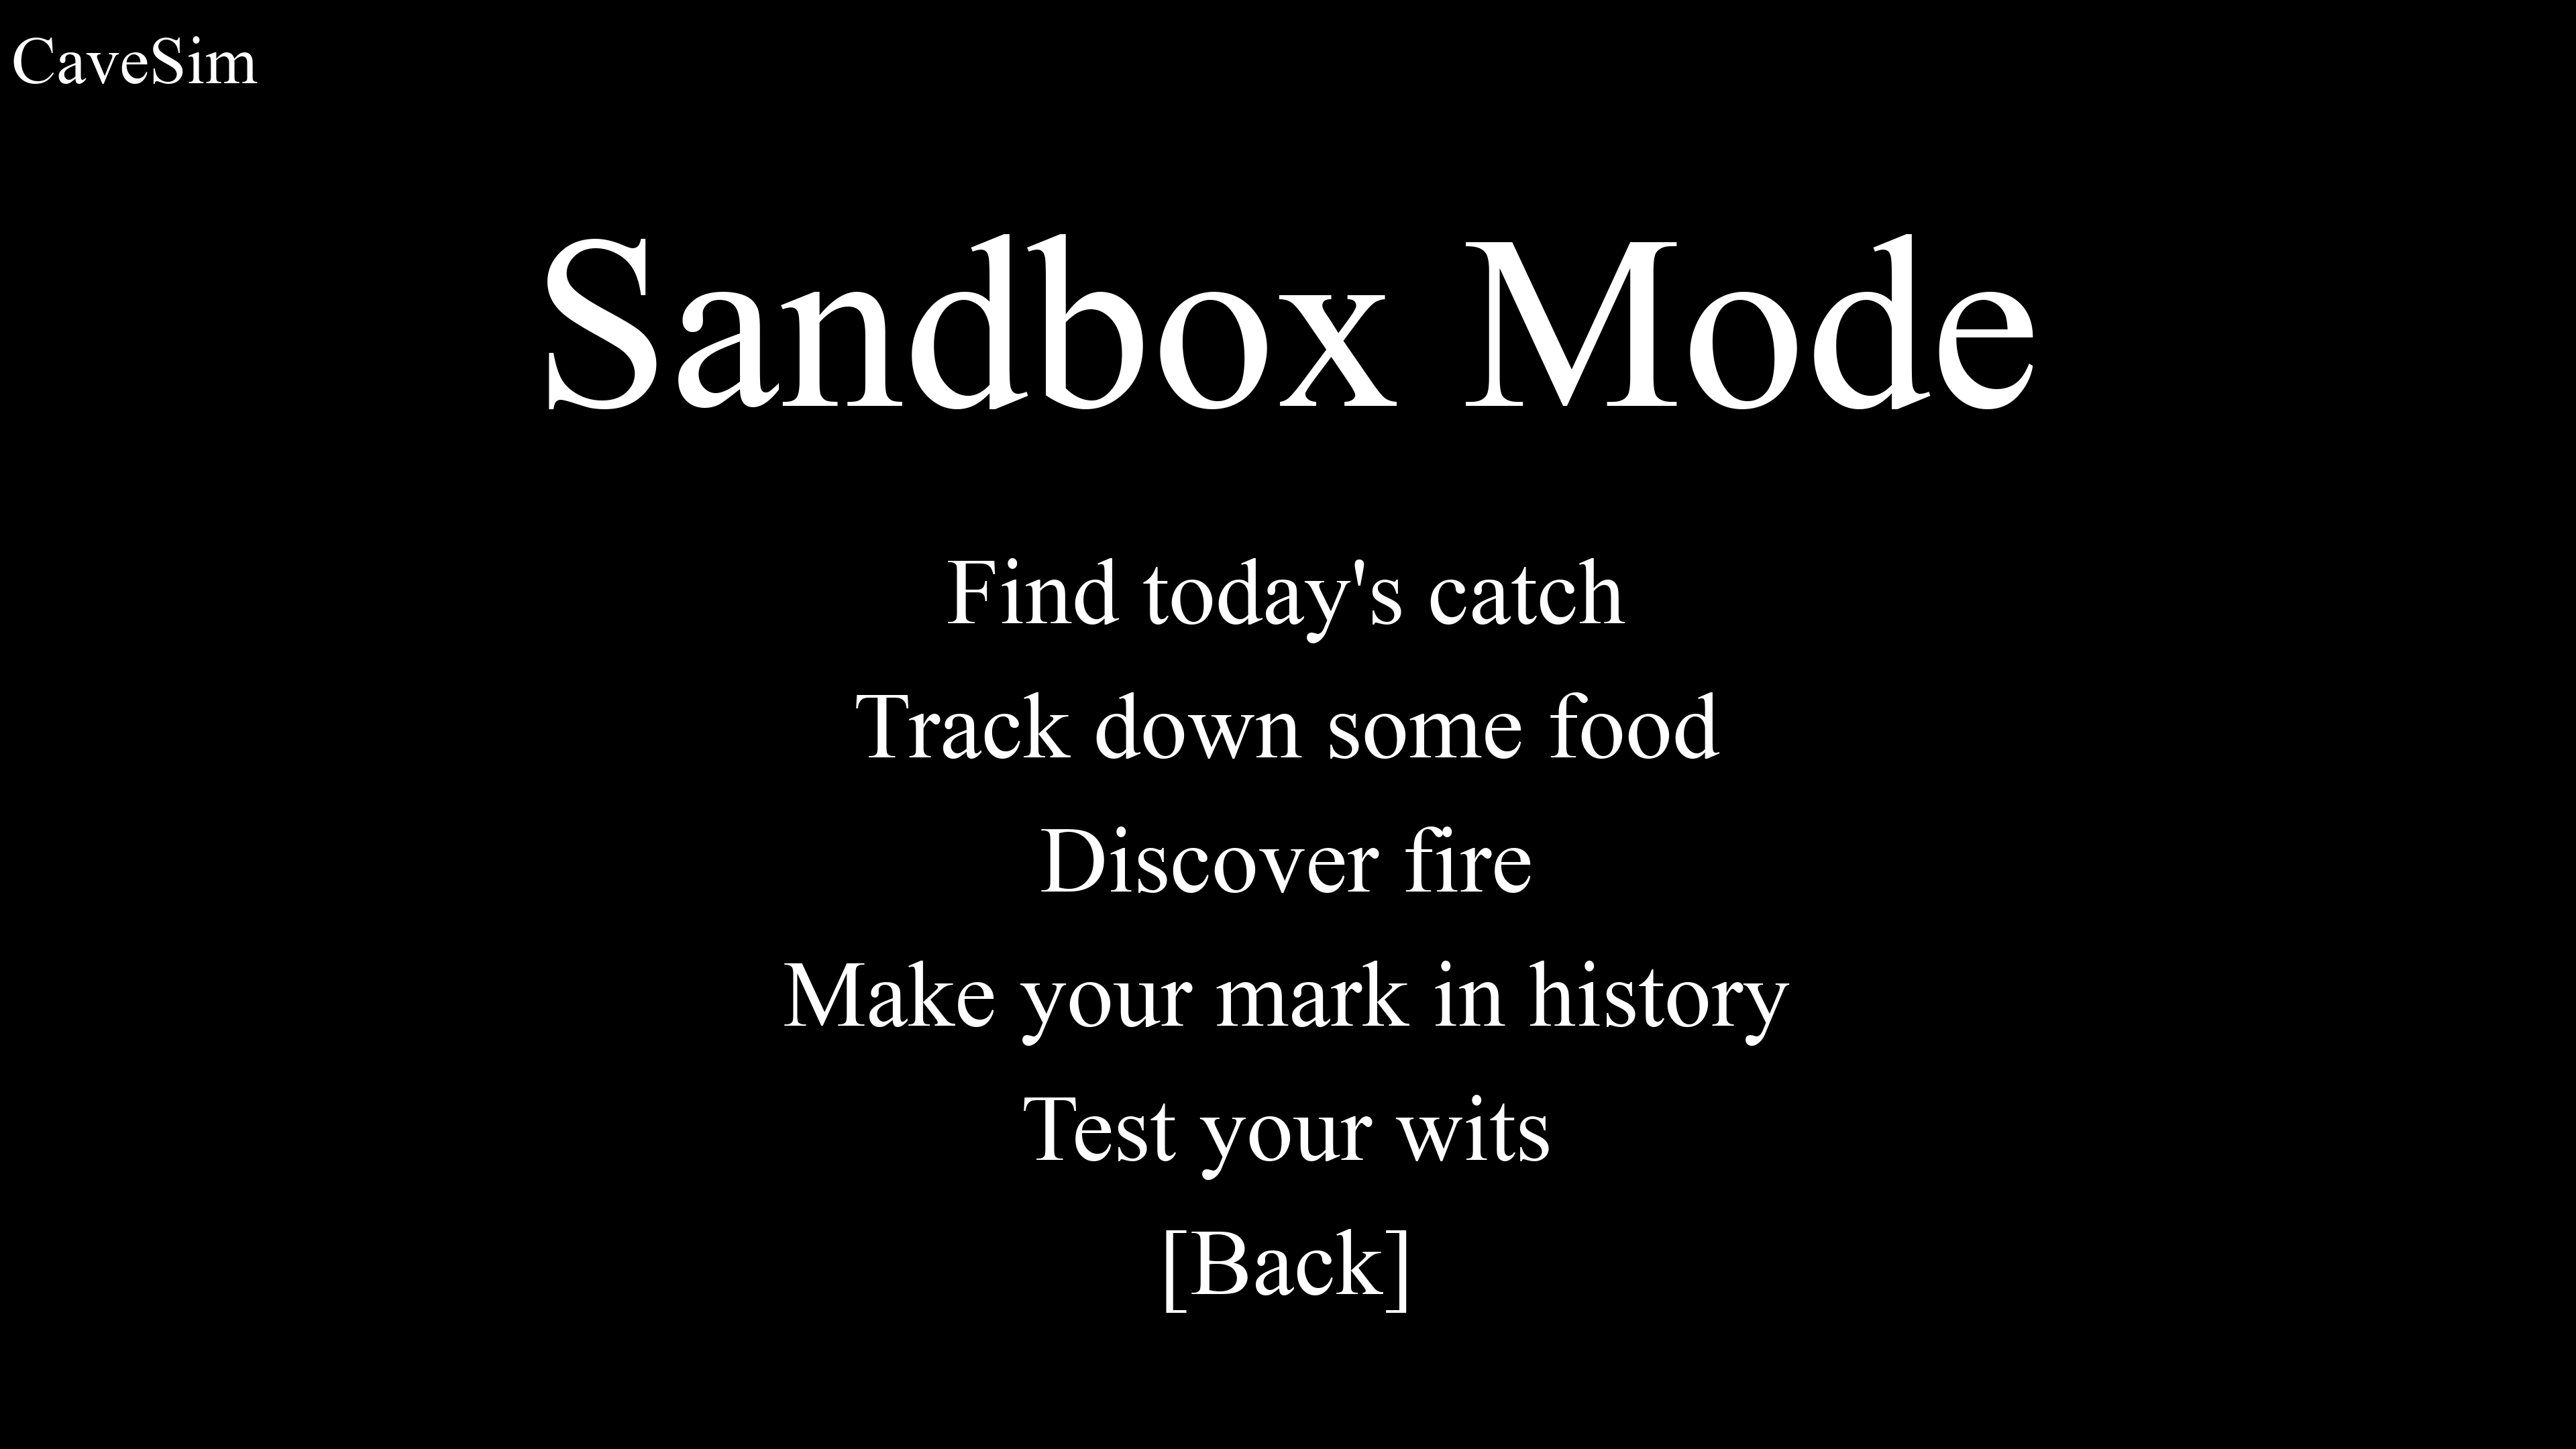 CaveSim
Sandbox Mode
Find today's catch
Track down some food
Discover fire
Make your mark in history
Test your wits
[Back]